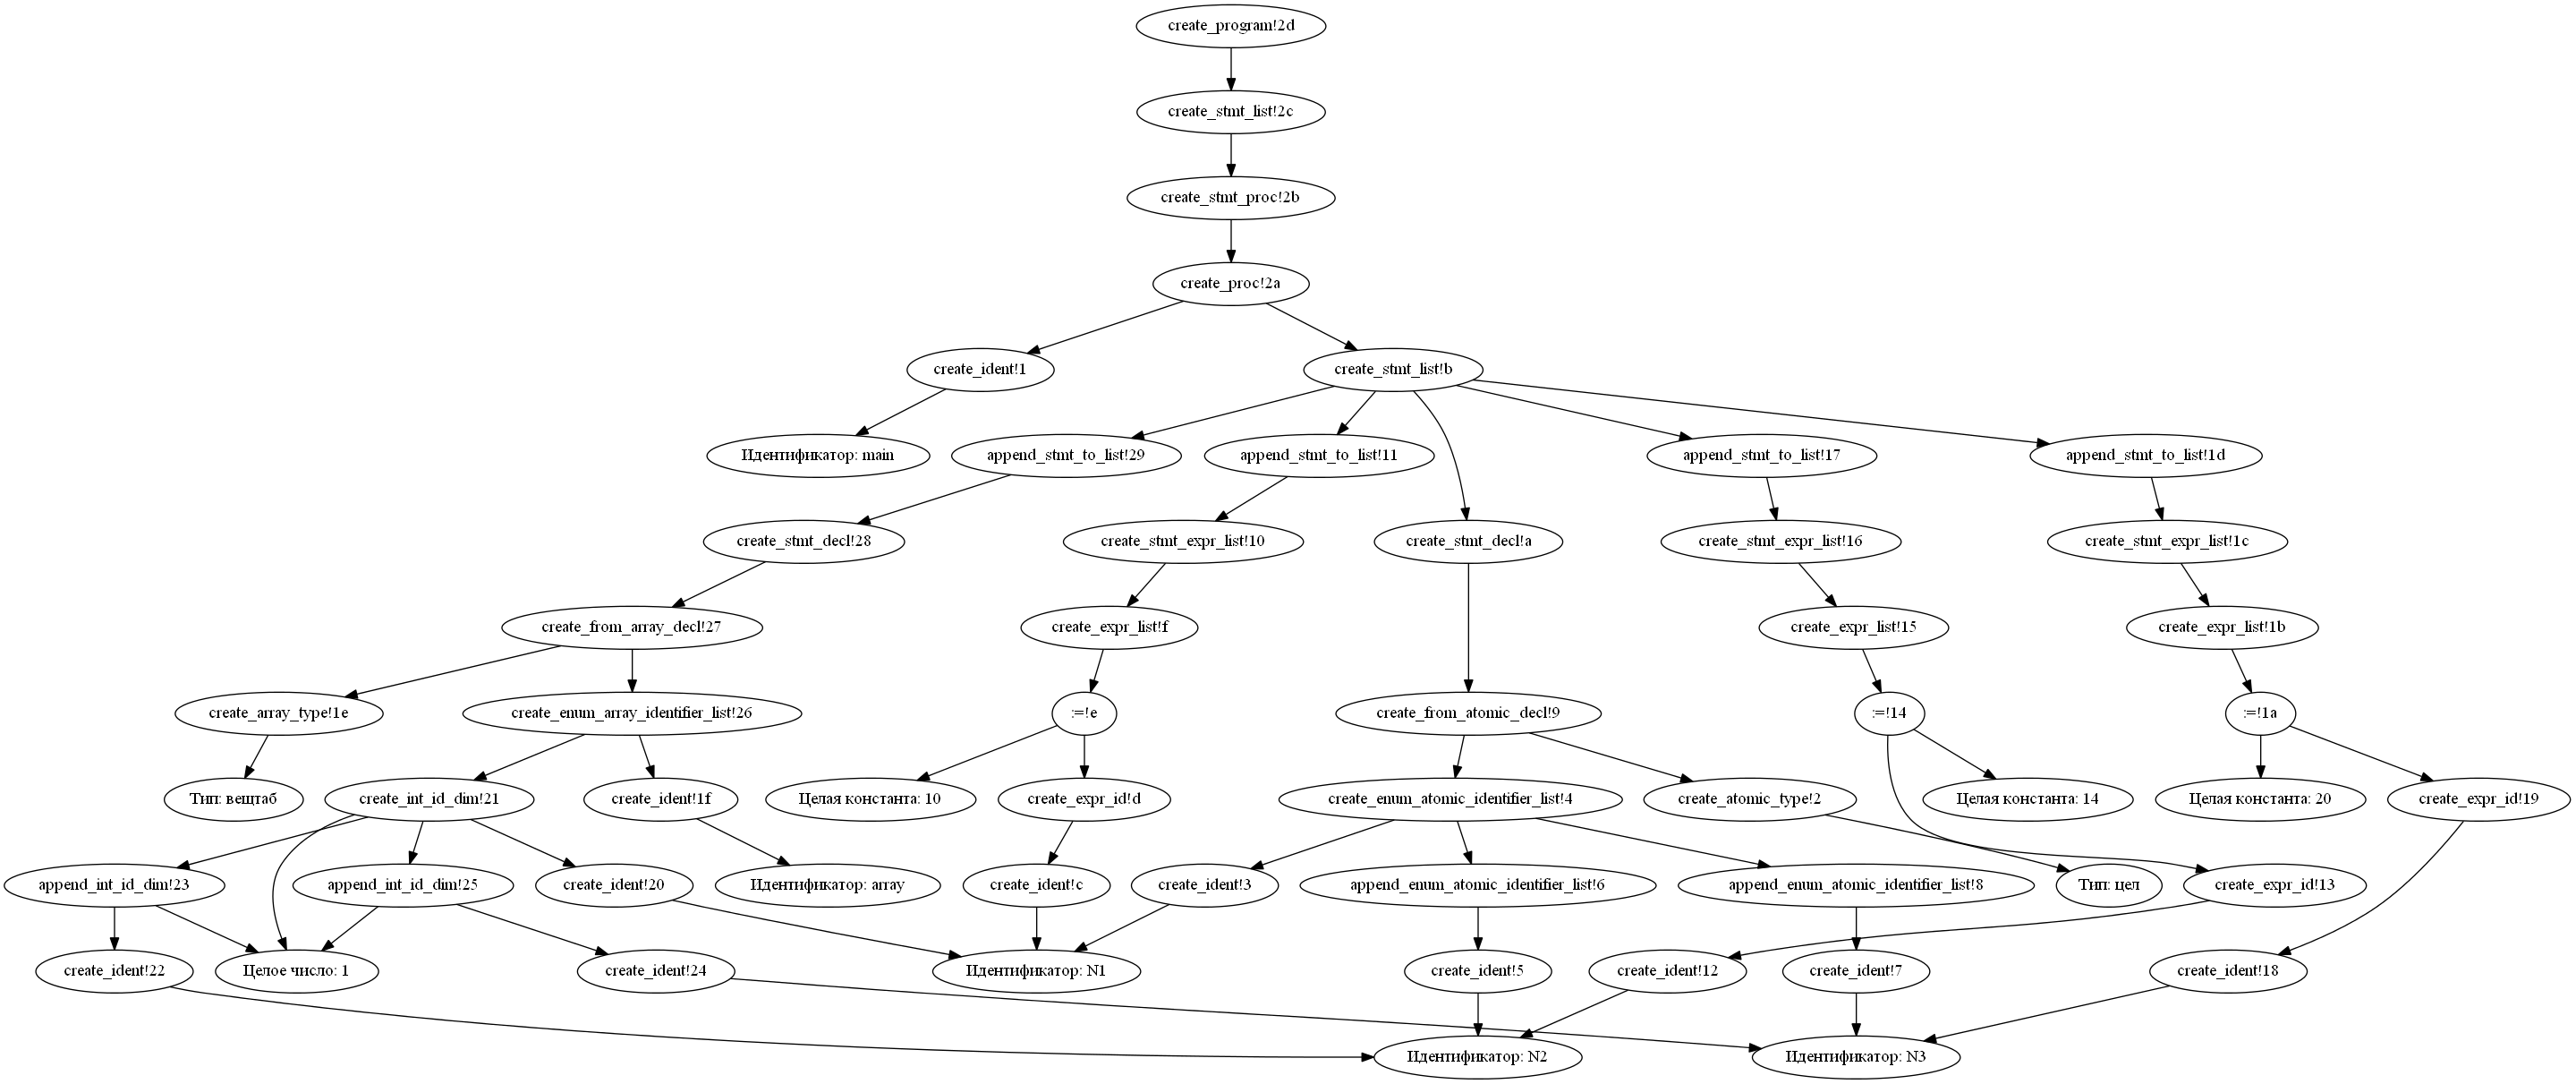 create_program!2d
create_stmt_list!2c
create_stmt_proc!2b
create_proc!2a
create_ident!1
create_stmt_list!b
Идентификатор: main
append_stmt_to_list!29
append_stmt_to_list!11
append_stmt_to_list!17
append_stmt_to_list!1d
create_stmt_decl!28
create_stmt_expr_list!10
create_stmt_decl!a
create_stmt_expr_list!16
create_stmt_expr_list!1c
create_from_array_decl!27
create_expr_list!f
create_expr_list!15
create_expr_list!1b
create_array_type!1e
create_enum_array_identifier_list!26
:=!e
create_from_atomic_decl!9
:=!14
:=!1a
Тип: вещтаб
create_int_id_dim!21
create_ident!1f
Целая константа: 10
create_expr_id!d
create_enum_atomic_identifier_list!4
create_atomic_type!2
Целая константа: 14
Целая константа: 20
create_expr_id!19
append_int_id_dim!23
append_int_id_dim!25
create_ident!20
Идентификатор: array
create_ident!c
create_ident!3
append_enum_atomic_identifier_list!6
append_enum_atomic_identifier_list!8
Тип: цел
create_expr_id!13
create_ident!22
Целое число: 1
create_ident!24
Идентификатор: N1
create_ident!5
create_ident!12
create_ident!7
create_ident!18
Идентификатор: N2
Идентификатор: N3